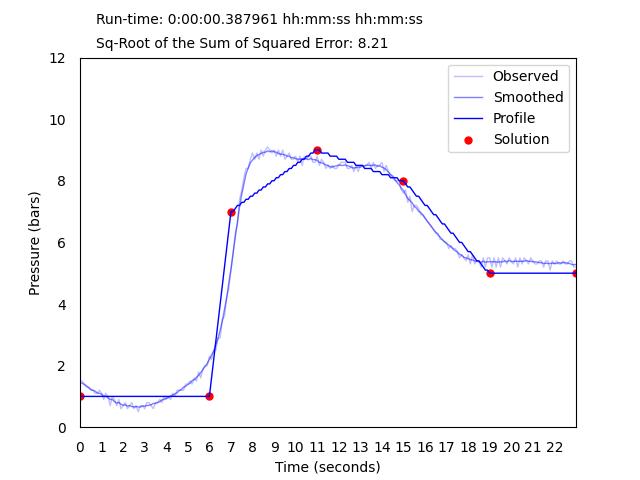 Run-time: 0:00:00.387961 hh:mm:ss hh:mm:ss
Sq-Root of the Sum of Squared Error: 8.21
12
10
8
6
4
2
0
Pressure (bars)
Observed
Smoothed
Profile
Solution
0 1 2 3 4 5 6 7 8 9 10 11 12 13 14 15 16 17 18 19 20 21 22
Time (seconds)